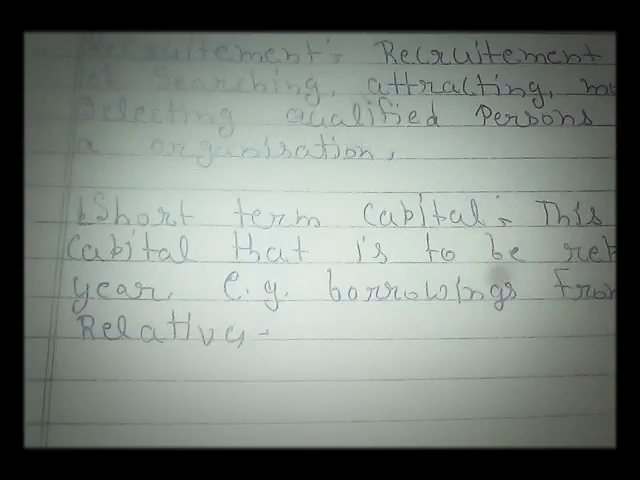 Recruitement:- Recruitement
of searching, attracting,
selecting qualified persons
a organisation,
Short term capital:- This
capital that is to be
year. e.g. borrowings from
Relative,-